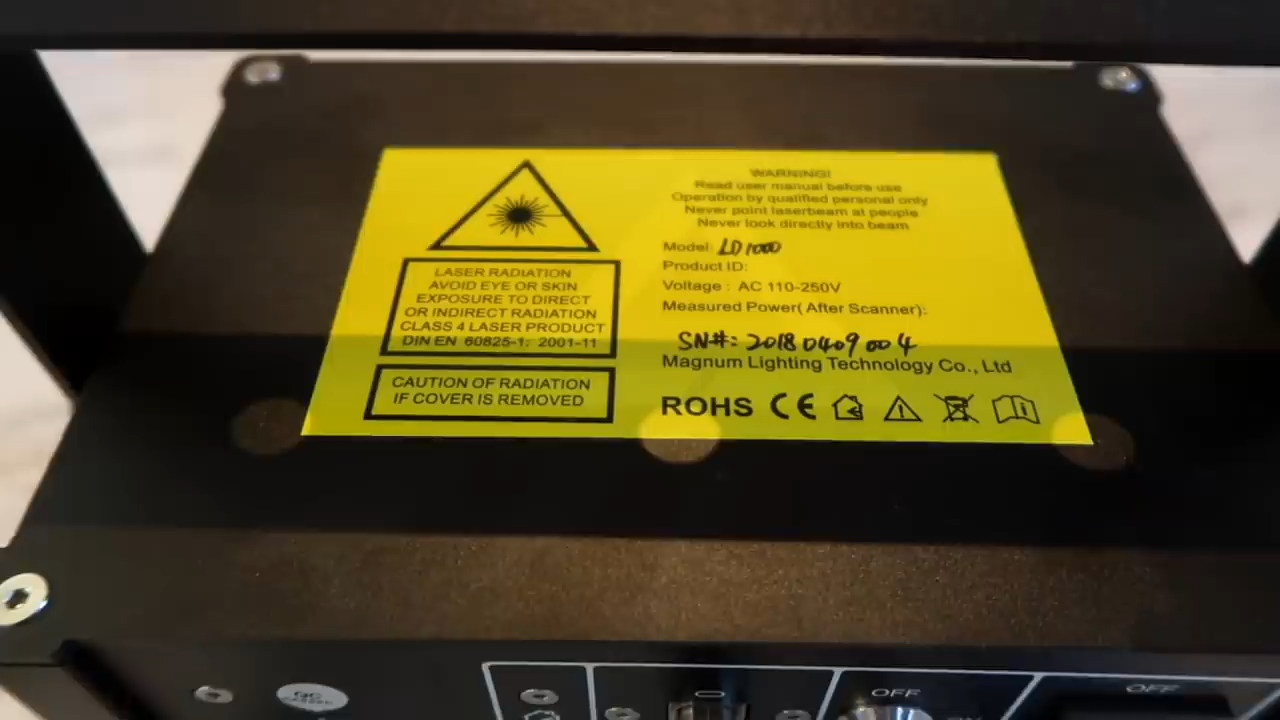 WARNING!
Read user manual before use
Operation by qualified personal only
Never point laserbeam at people
Never look directly into beam
Model: LD1000
Product ID:
Voltage : AC 110-250V
Measured Power( After Scanner):
SN#: 20180409004
Magnum Lighting Technology Co., Ltd
ROHS CE
LASER RADIATION
AVOID EYE OR SKIN
EXPOSURE TO DIRECT
OR INDIRECT RADIATION
CLASS 4 LASER PRODUCT
DIN EN 60825-1: 2001-11
CAUTION OF RADIATION
IF COVER IS REMOVED
QC
OFF
OFF